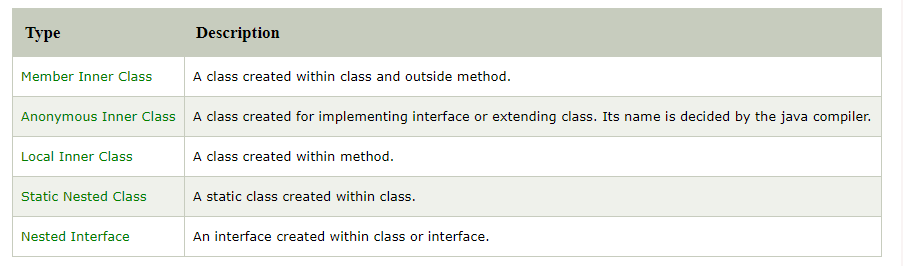 Type Description
Member Inner Class A class created within class and outside method.
Anonymous Inner Class A class created for implementing interface or extending class. Its name is decided by the java compiler.
Local Inner Class A class created within method.
Static Nested Class A static class created within class.
Nested Interface An interface created within class or interface.